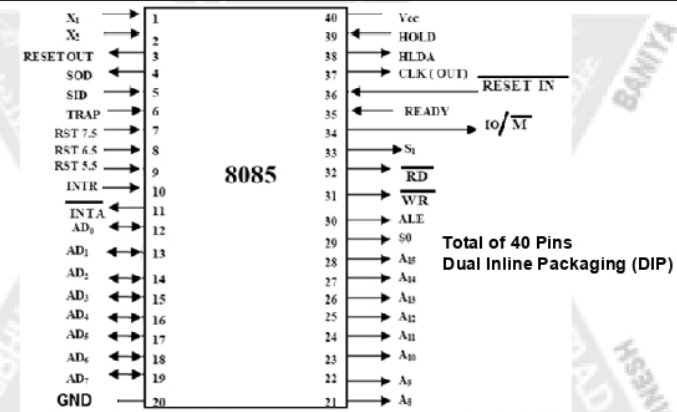 X₁ 1
X₂ 2
RESET OUT 3
SOD 4
SID 5
TRAP 6
RST 7.5 7
RST 6.5 8
RST 5.5 9
INTR 10
INTA 11
AD₀ 12
AD₁ 13
AD₂ 14
AD₃ 15
AD₄ 16
AD₅ 17
AD₆ 18
AD₇ 19
GND 20
8085
40 Vcc
39 HOLD
38 HLDA
37 CLK ( OUT)
36 RESET IN
35 READY
34 IO/M
33 S₁
32 RD
31 WR
30 ALE
29 S0
28 A₁₅
27 A₁₄
26 A₁₃
25 A₁₂
24 A₁₁
23 A₁₀
22 A₉
21 A₈
Total of 40 Pins
Dual Inline Packaging (DIP)
BANIYA